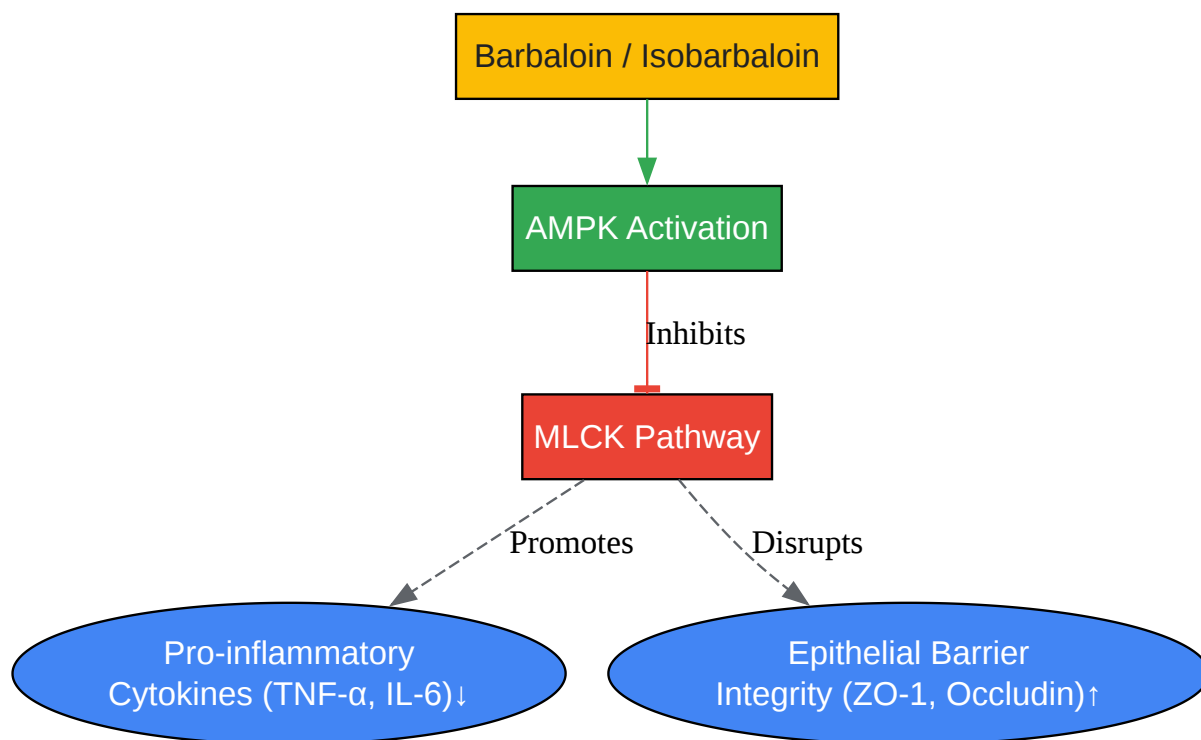 Barbaloin / Isobarbaloin
AMPK Activation
Inhibits
MLCK Pathway
Promotes
Disrupts
Pro-inflammatory
Cytokines (TNF-α, IL-6)↓
Epithelial Barrier
Integrity (ZO-1, Occludin)↑